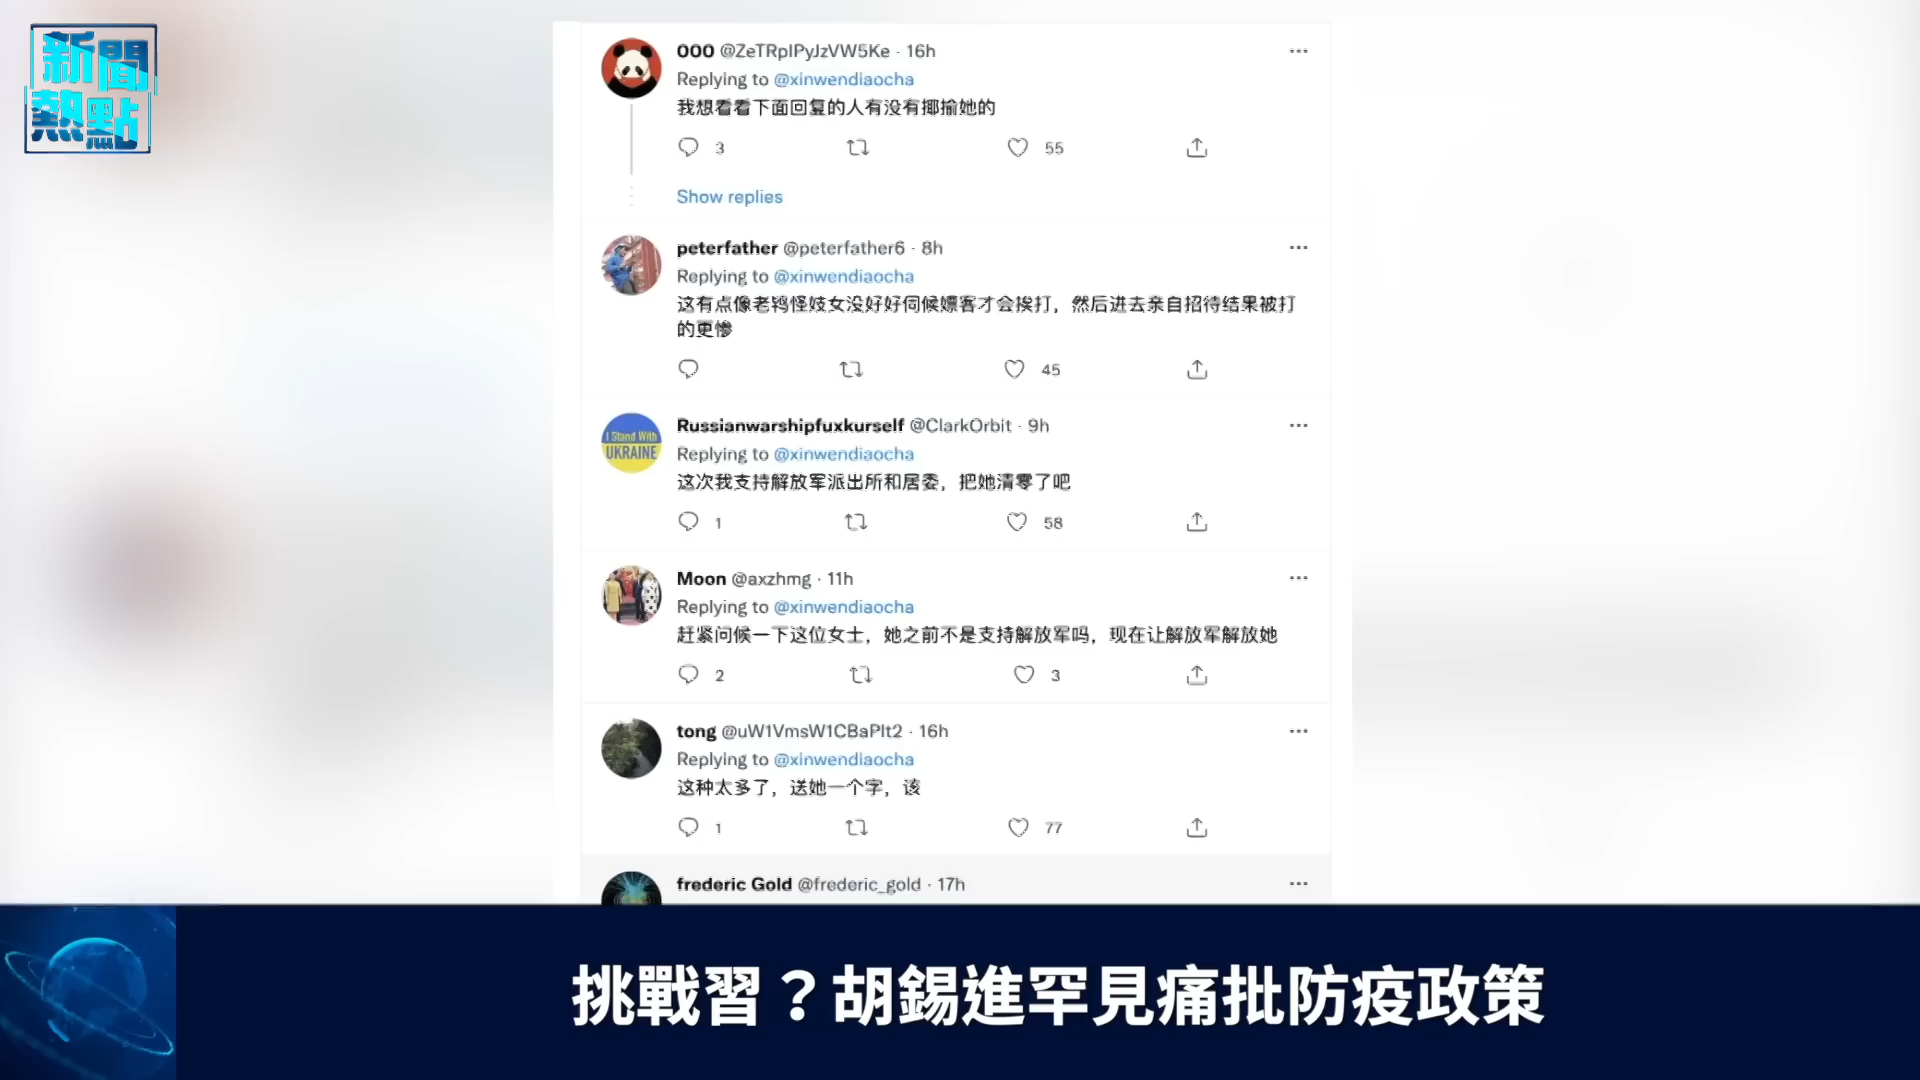 新聞
熱點
000 @ZeTRplPyJzVW5Ke · 16h
Replying to @xinwendiaocha
我想看看下面回复的人有没有揶揄她的
3 55
Show replies
peterfather @peterfather6 · 8h
Replying to @xinwendiaocha
这有点像老鸨怪妓女没好好伺候嫖客才会挨打，然后进去亲自招待结果被打
的更惨
45
I Stand With
UKRAINE
Russianwarshipfuxkurself @ClarkOrbit · 9h
Replying to @xinwendiaocha
这次我支持解放军派出所和居委，把她清零了吧
1 58
Moon @axzhmg · 11h
Replying to @xinwendiaocha
赶紧问候一下这位女士，她之前不是支持解放军吗，现在让解放军解放她
2 3
tong @uW1VmsW1CBaPlt2 · 16h
Replying to @xinwendiaocha
这种太多了，送她一个字，该
1 77
frederic Gold @frederic_gold · 17h
挑戰習？胡錫進罕見痛批防疫政策